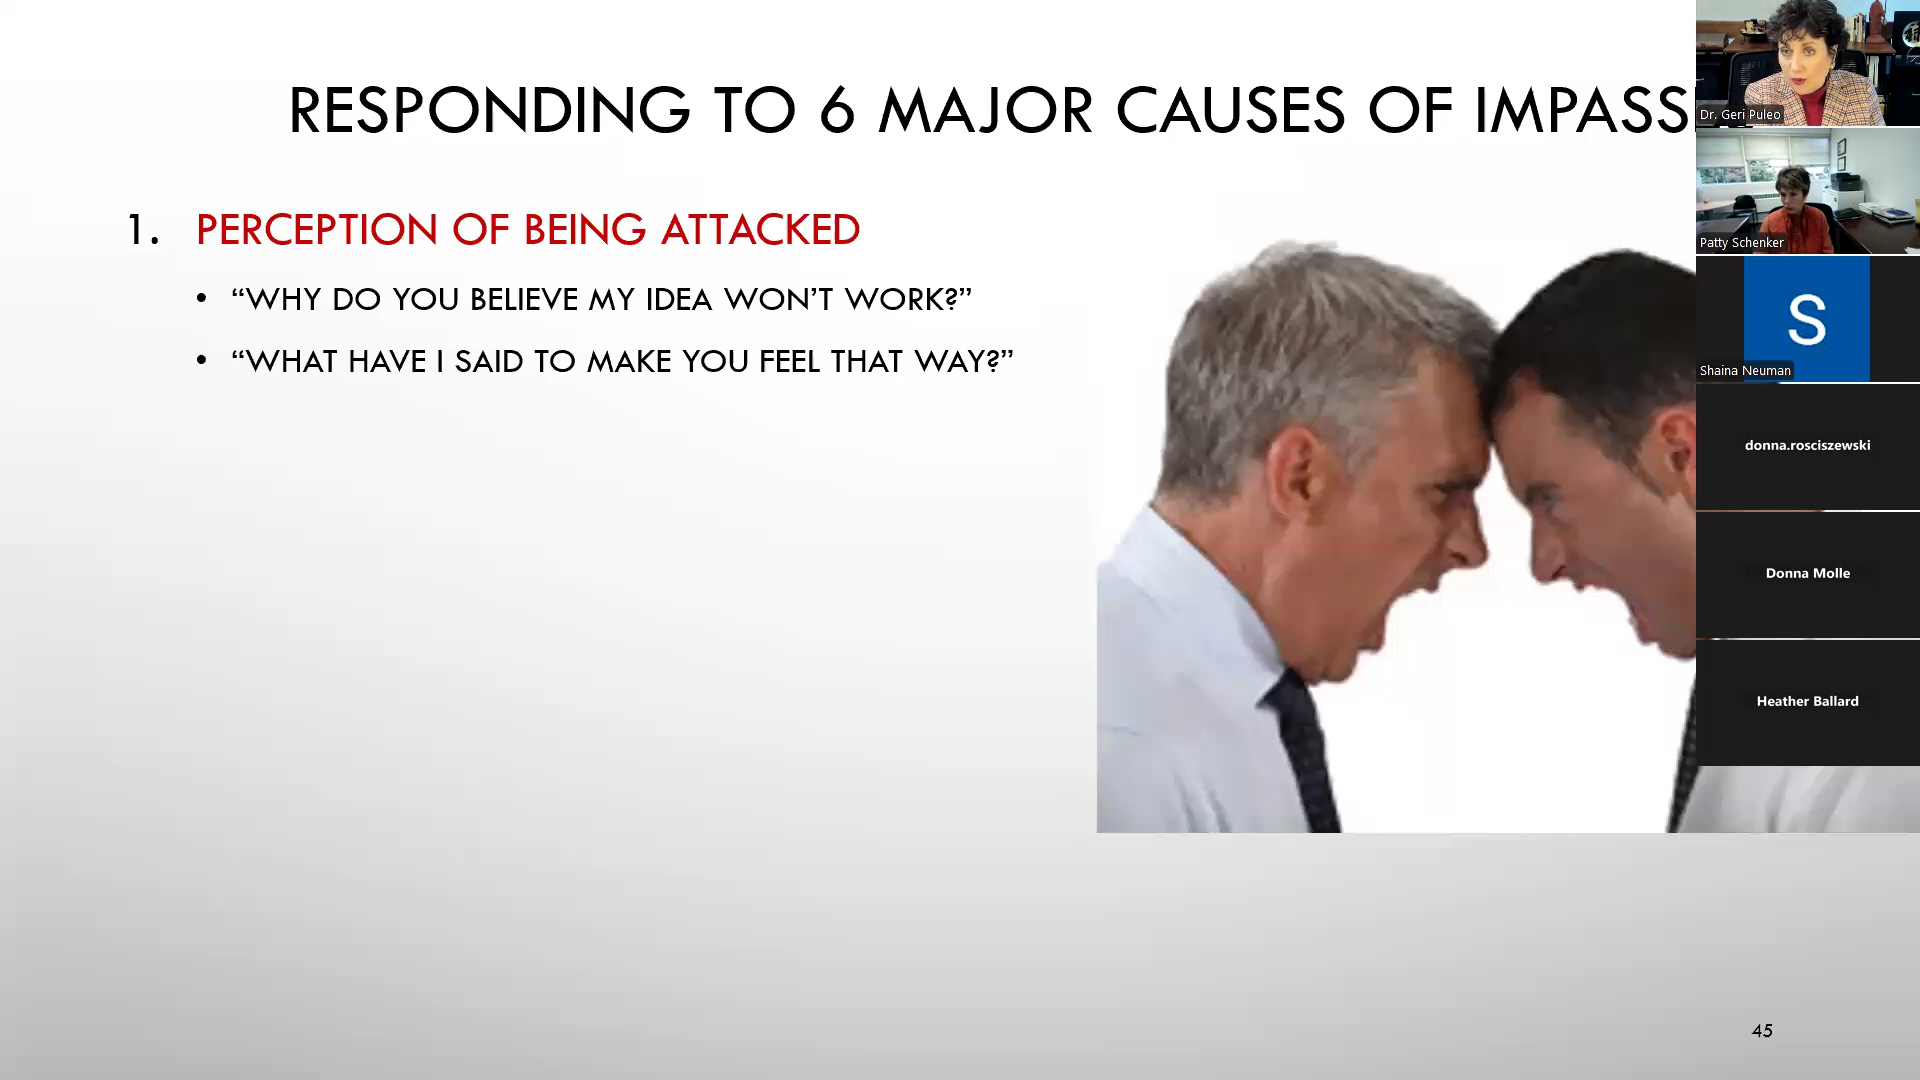 RESPONDING TO 6 MAJOR CAUSES OF IMPASS
1. PERCEPTION OF BEING ATTACKED
• “WHY DO YOU BELIEVE MY IDEA WON’T WORK?”
• “WHAT HAVE I SAID TO MAKE YOU FEEL THAT WAY?”
Dr. Geri Puleo
Patty Schenker
S
Shaina Neuman
donna.rosciszewski
Donna Molle
Heather Ballard
45